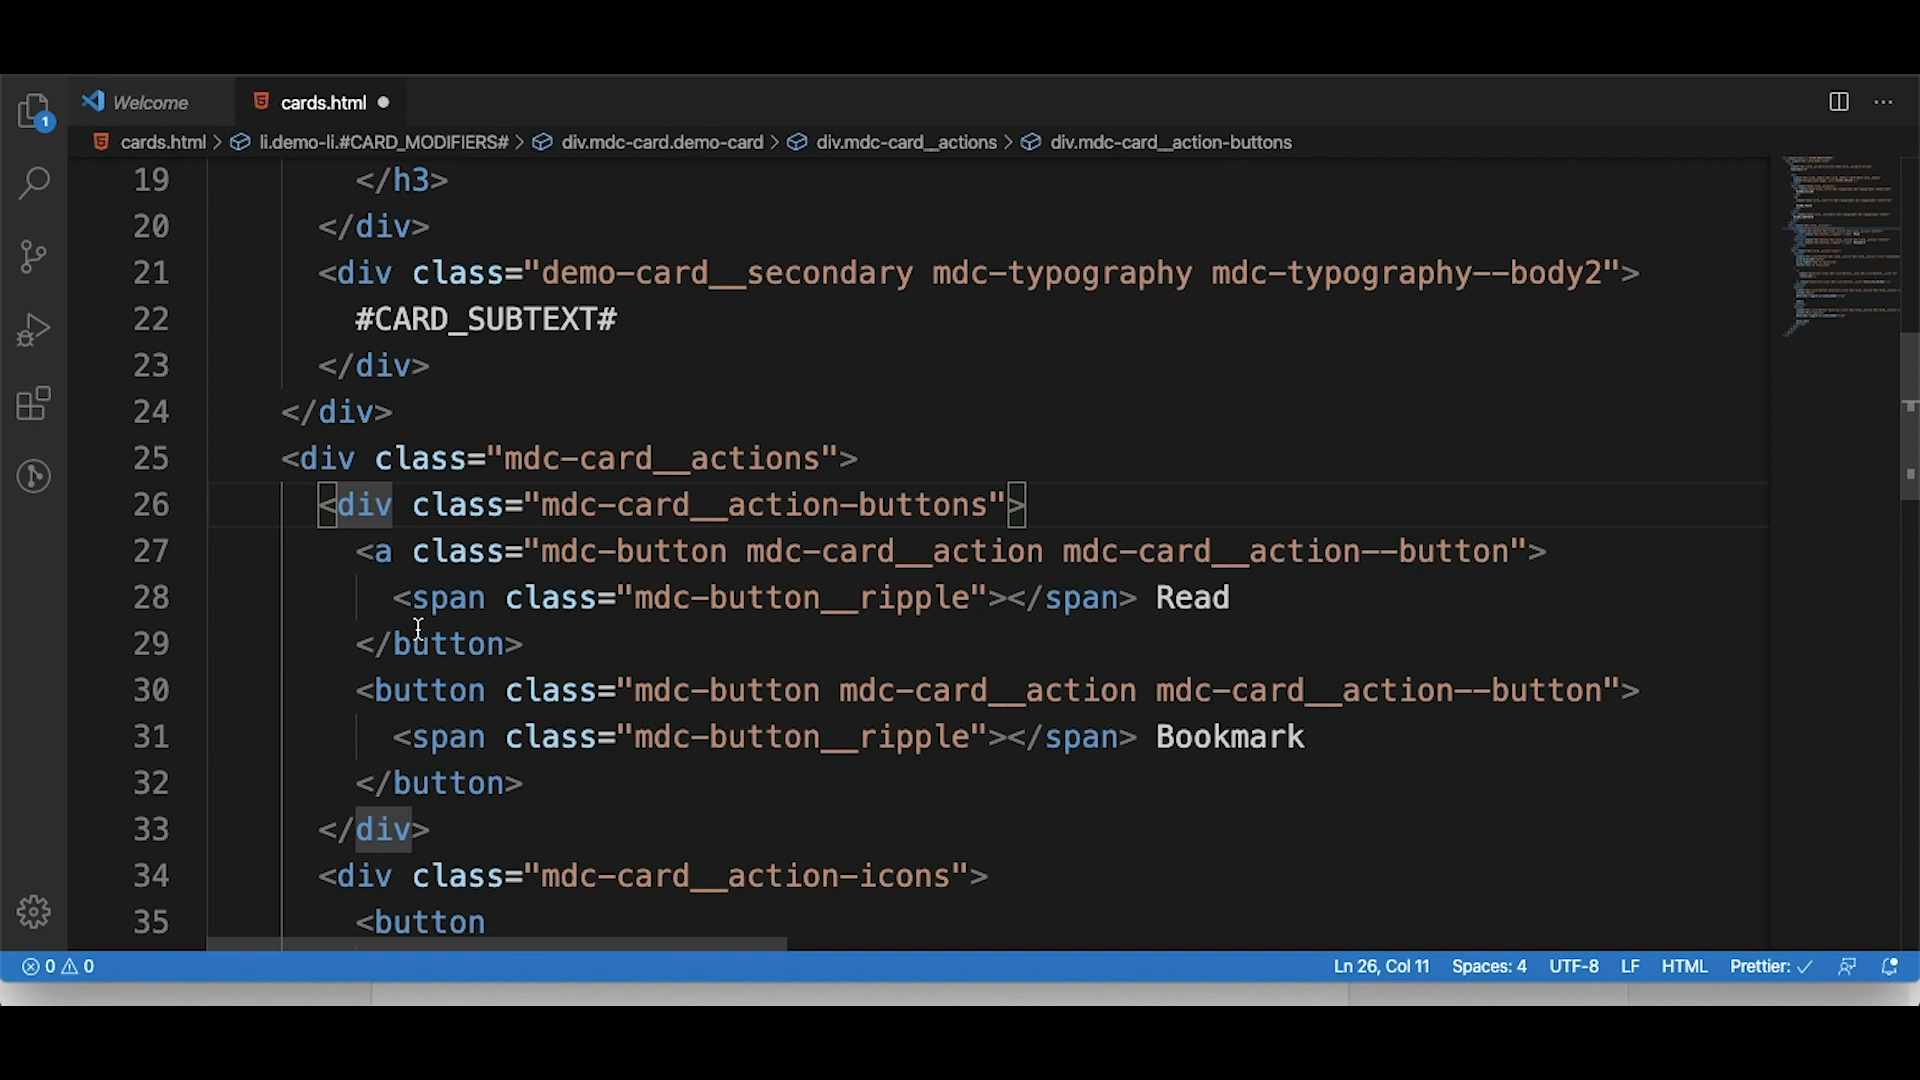 Welcome
cards.html
cards.html > li.demo-li.#CARD_MODIFIERS# > div.mdc-card.demo-card > div.mdc-card__actions > div.mdc-card__action-buttons
1
19 </h3>
20 </div>
21 <div class="demo-card__secondary mdc-typography mdc-typography--body2">
22 #CARD_SUBTEXT#
23 </div>
24 </div>
25 <div class="mdc-card__actions">
26 <div class="mdc-card__action-buttons">
27 <a class="mdc-button mdc-card__action mdc-card__action--button">
28 <span class="mdc-button__ripple"></span> Read
29 </button>
30 <button class="mdc-button mdc-card__action mdc-card__action--button">
31 <span class="mdc-button__ripple"></span> Bookmark
32 </button>
33 </div>
34 <div class="mdc-card__action-icons">
35 <button
0 0 Ln 26, Col 11 Spaces: 4 UTF-8 LF HTML Prettier: ✓